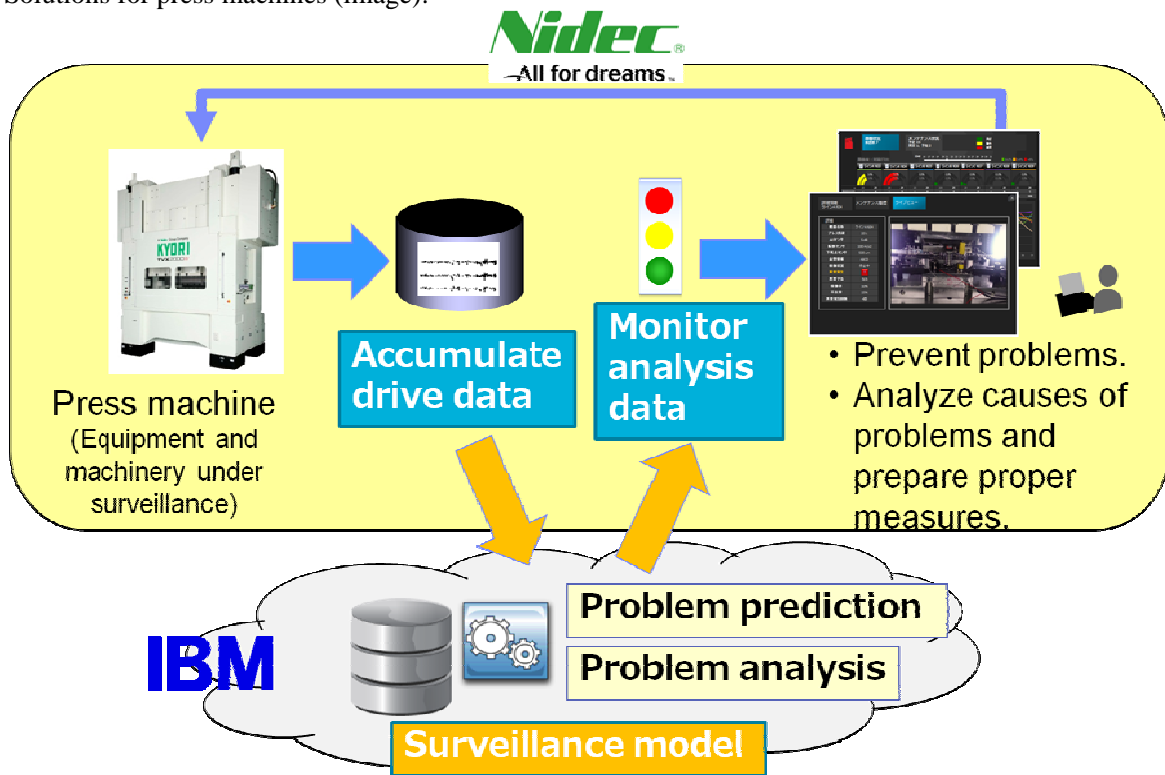 Solutions for press machines (image).
Nidec®
All for dreams™
KYORI
Accumulate
drive data
Monitor
analysis
data
Press machine
(Equipment and
machinery under
surveillance)
• Prevent problems.
• Analyze causes of
problems and
prepare proper
measures.
IBM
Problem prediction
Problem analysis
Surveillance model